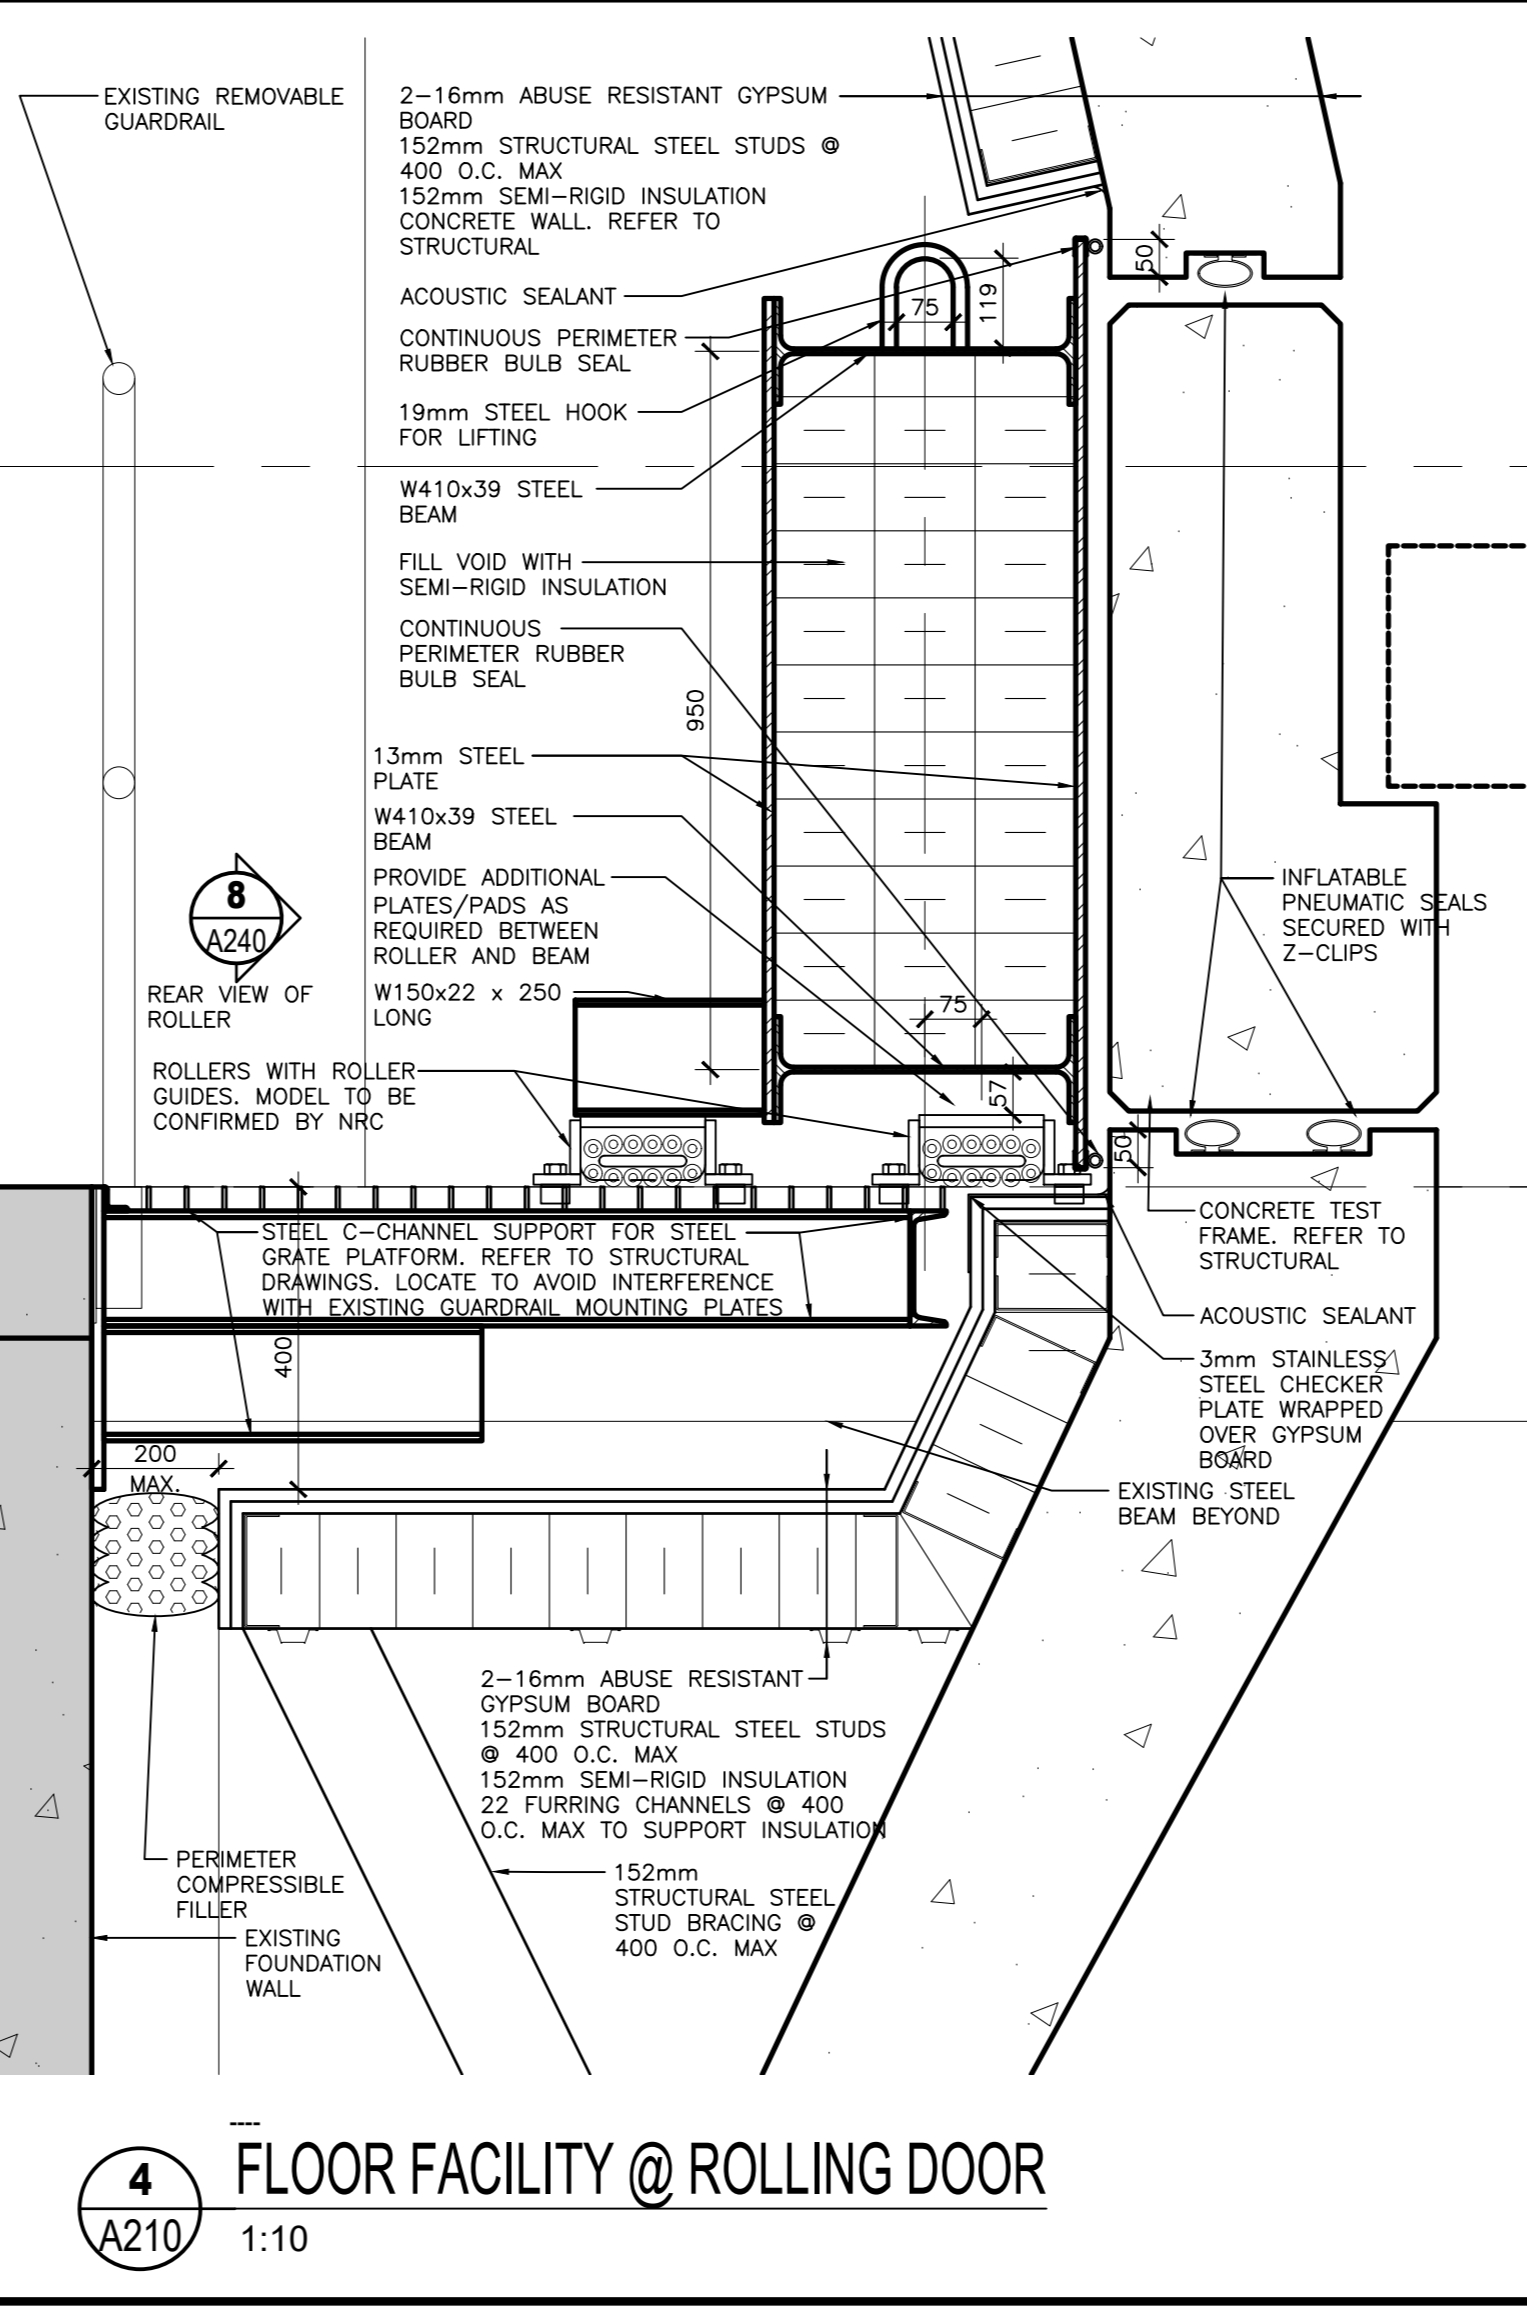 EXISTING REMOVABLE
GUARDRAIL
2-16mm ABUSE RESISTANT GYPSUM
BOARD
152mm STRUCTURAL STEEL STUDS @
400 O.C. MAX
152mm SEMI-RIGID INSULATION
CONCRETE WALL. REFER TO
STRUCTURAL
ACOUSTIC SEALANT
CONTINUOUS PERIMETER
RUBBER BULB SEAL
19mm STEEL HOOK
FOR LIFTING
W410x39 STEEL
BEAM
FILL VOID WITH
SEMI-RIGID INSULATION
CONTINUOUS
PERIMETER RUBBER
BULB SEAL
13mm STEEL
PLATE
W410x39 STEEL
BEAM
PROVIDE ADDITIONAL
PLATES/PADS AS
REQUIRED BETWEEN
ROLLER AND BEAM
W150x22 x 250
LONG
8
A240
REAR VIEW OF
ROLLER
ROLLERS WITH ROLLER
GUIDES. MODEL TO BE
CONFIRMED BY NRC
75
119
50
950
75
57
50
INFLATABLE
PNEUMATIC SEALS
SECURED WITH
Z-CLIPS
STEEL C-CHANNEL SUPPORT FOR STEEL
GRATE PLATFORM. REFER TO STRUCTURAL
DRAWINGS. LOCATE TO AVOID INTERFERENCE
WITH EXISTING GUARDRAIL MOUNTING PLATES
400
200
MAX.
CONCRETE TEST
FRAME. REFER TO
STRUCTURAL
ACOUSTIC SEALANT
3mm STAINLESS
STEEL CHECKER
PLATE WRAPPED
OVER GYPSUM
BOARD
EXISTING STEEL
BEAM BEYOND
2-16mm ABUSE RESISTANT
GYPSUM BOARD
152mm STRUCTURAL STEEL STUDS
@ 400 O.C. MAX
152mm SEMI-RIGID INSULATION
22 FURRING CHANNELS @ 400
O.C. MAX TO SUPPORT INSULATION
152mm
STRUCTURAL STEEL
STUD BRACING @
400 O.C. MAX
PERIMETER
COMPRESSIBLE
FILLER
EXISTING
FOUNDATION
WALL
----
4
A210
FLOOR FACILITY @ ROLLING DOOR
1:10